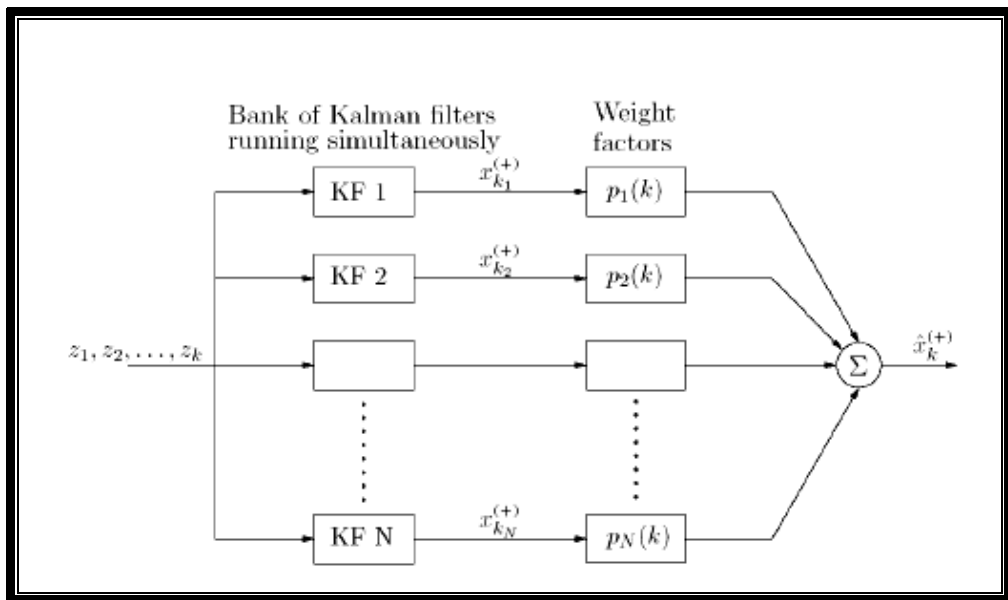 Bank of Kalman filters
running simultaneously
Weight
factors
KF 1
x_{k_1}^{(+)}
p_1(k)
KF 2
x_{k_2}^{(+)}
p_2(k)
z_1, z_2, . . . , z_k
Σ
x̂_k^{(+)}
KF N
x_{k_N}^{(+)}
p_N(k)